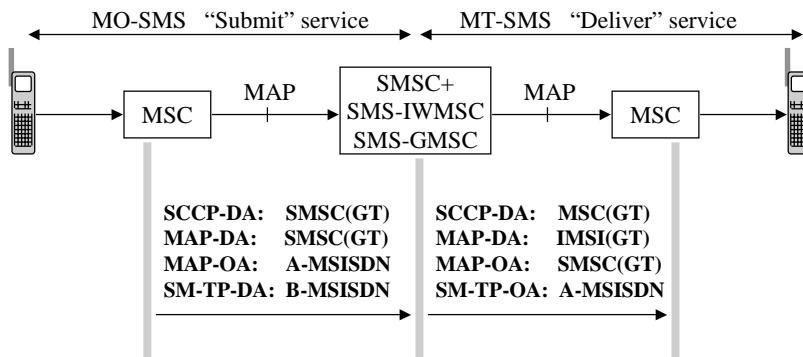 MO-SMS “Submit” service
MT-SMS “Deliver” service
MSC
MAP
SMSC+
SMS-IWMSC
SMS-GMSC
MAP
MSC
SCCP-DA: SMSC(GT)
MAP-DA: SMSC(GT)
MAP-OA: A-MSISDN
SM-TP-DA: B-MSISDN
SCCP-DA: MSC(GT)
MAP-DA: IMSI(GT)
MAP-OA: SMSC(GT)
SM-TP-OA: A-MSISDN